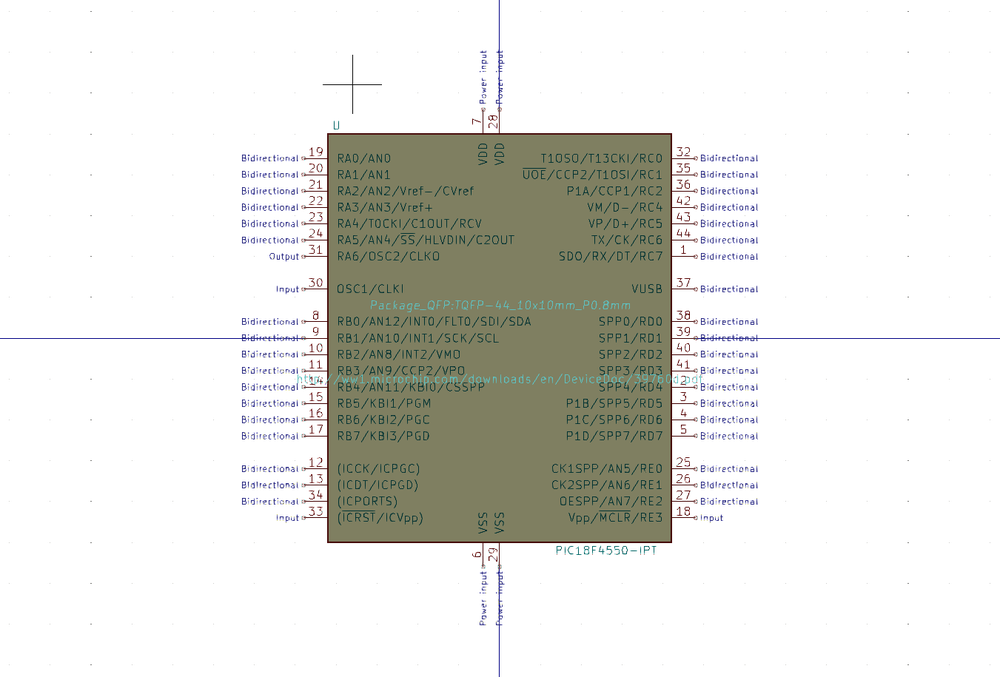 Power input Power input
7 28
U
VDD VDD
Bidirectional 19 RA0/AN0 T1OSO/T13CKI/RC0 32 Bidirectional
Bidirectional 20 RA1/AN1 UOE/CCP2/T1OSI/RC1 35 Bidirectional
Bidirectional 21 RA2/AN2/Vref-/CVref P1A/CCP1/RC2 36 Bidirectional
Bidirectional 22 RA3/AN3/Vref+ VM/D-/RC4 42 Bidirectional
Bidirectional 23 RA4/T0CKI/C1OUT/RCV VP/D+/RC5 43 Bidirectional
Bidirectional 24 RA5/AN4/SS/HLVDIN/C2OUT TX/CK/RC6 44 Bidirectional
Output 31 RA6/OSC2/CLKO SDO/RX/DT/RC7 1 Bidirectional
Input 30 OSC1/CLKI VUSB 37 Bidirectional
Package_QFP:TQFP-44_10x10mm_P0.8mm
Bidirectional 8 RB0/AN12/INT0/FLT0/SDI/SDA SPP0/RD0 38 Bidirectional
Bidirectional 9 RB1/AN10/INT1/SCK/SCL SPP1/RD1 39 Bidirectional
Bidirectional 10 RB2/AN8/INT2/VMO SPP2/RD2 40 Bidirectional
Bidirectional 11 RB3/AN9/CCP2/VPO SPP3/RD3 41 Bidirectional
http://ww1.microchip.com/downloads/en/DeviceDoc/39760d.pdf
Bidirectional 14 RB4/AN11/KBI0/CSSPP SPP4/RD4 2 Bidirectional
Bidirectional 15 RB5/KBI1/PGM P1B/SPP5/RD5 3 Bidirectional
Bidirectional 16 RB6/KBI2/PGC P1C/SPP6/RD6 4 Bidirectional
Bidirectional 17 RB7/KBI3/PGD P1D/SPP7/RD7 5 Bidirectional
Bidirectional 12 (ICCK/ICPGC) CK1SPP/AN5/RE0 25 Bidirectional
Bidirectional 13 (ICDT/ICPGD) CK2SPP/AN6/RE1 26 Bidirectional
Bidirectional 34 (ICPORTS) OESPP/AN7/RE2 27 Bidirectional
Input 33 (ICRST/ICVpp) Vpp/MCLR/RE3 18 Input
VSS VSS
6 29
PIC18F4550-IPT
Power input Power input